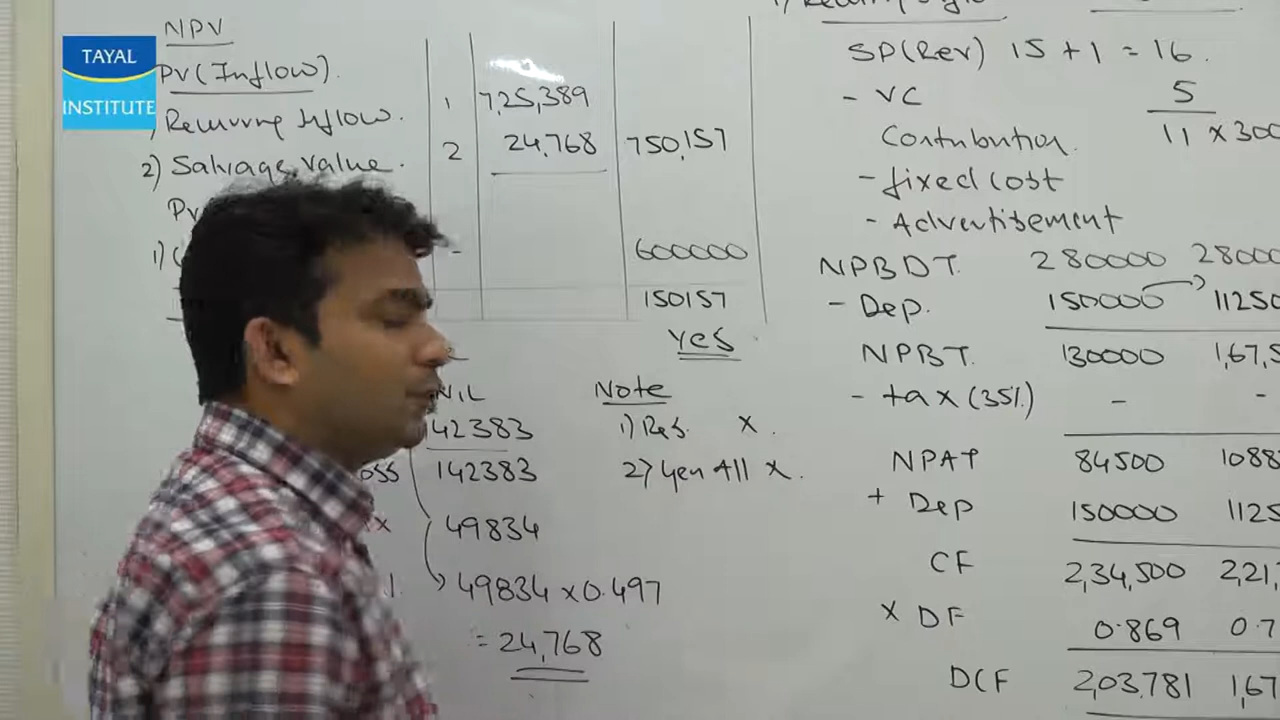 TAYAL
INSTITUTE
NPV
PV (Inflow).
1) Recurring Inflow. 1 7,25,389
2) Salvage Value. 2 24,768 750,157
PV
1) - 600000
150157
Yes
NIL
42383
oss 142383
x 49834
49834 x 0.497
= 24,768
Note
1) Res. x.
2) Gen All x.
SP (Rev) 15 + 1 = 16.
- VC 5
Contribution. 11 x 300
- fixed cost
- Advertisement
NPBDT. 280000 28000
- Dep. 150000 11250
NPBT. 130000 1,67,5
- tax (35%) - -
NPAT 84500 1088
+ Dep 150000 1125
CF 2,34,500 2,21,
x DF 0.869 0.7
DCF 2,03,781 1,67